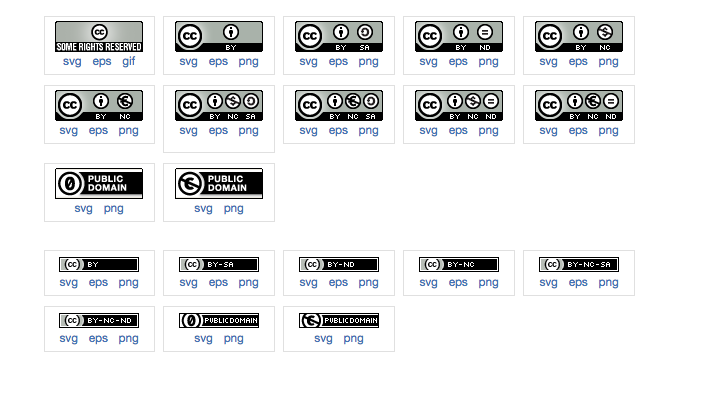 cc
SOME RIGHTS RESERVED
svg eps gif
cc BY
svg eps png
cc BY SA
svg eps png
cc BY ND
svg eps png
cc BY NC
svg eps png
cc BY NC
svg eps png
cc BY NC SA
svg eps png
cc BY NC SA
svg eps png
cc BY NC ND
svg eps png
cc BY NC ND
svg eps png
0 PUBLIC
DOMAIN
svg png
PUBLIC
DOMAIN
svg png
cc BY
svg eps png
cc BY-SA
svg eps png
cc BY-ND
svg eps png
cc BY-NC
svg eps png
cc BY-NC-SA
svg eps png
cc BY-NC-ND
svg eps png
0 PUBLICDOMAIN
svg png
PUBLICDOMAIN
svg png